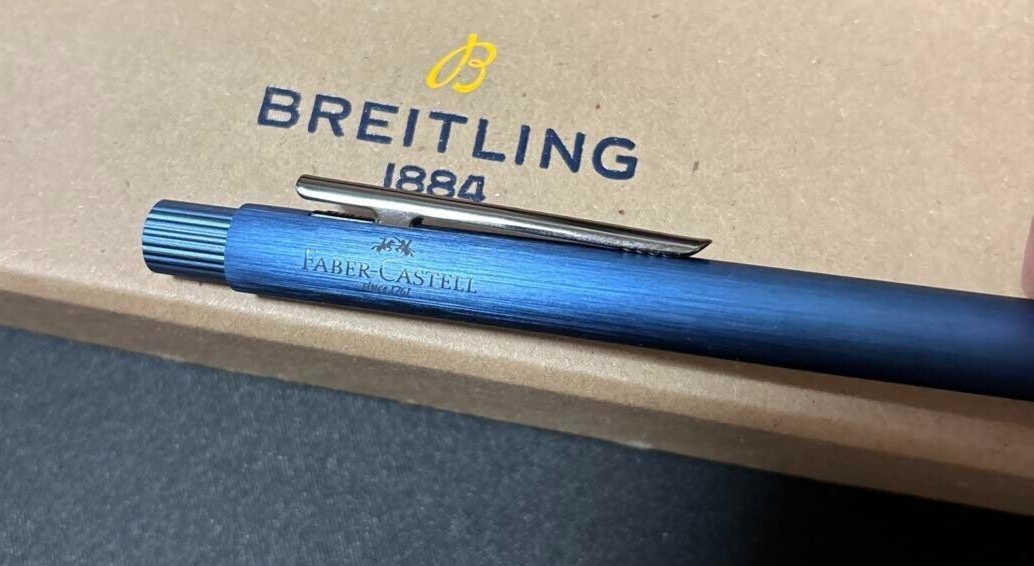 B
BREITLING
1884
FABER-CASTELL
since 1761